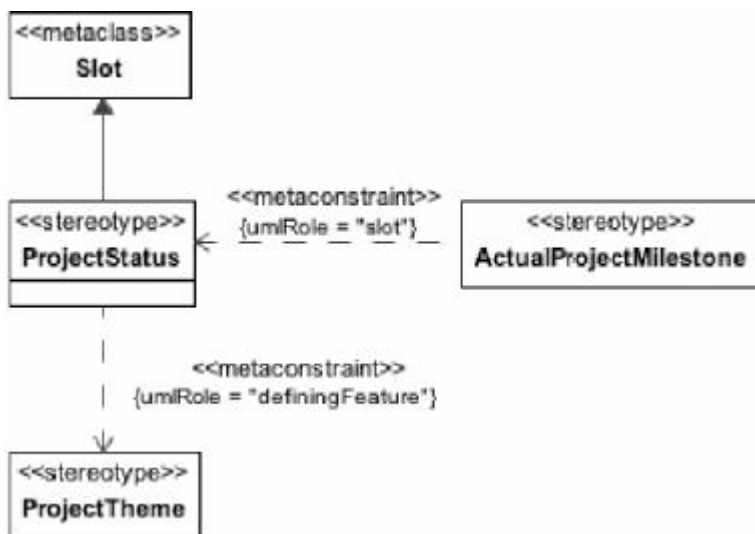 <<metaclass>>
Slot
<<metaconstraint>>
{umlRole = "slot"}
<<stereotype>>
ProjectStatus
<<stereotype>>
ActualProjectMilestone
<<metaconstraint>>
{umlRole = "definingFeature"}
<<stereotype>>
ProjectTheme